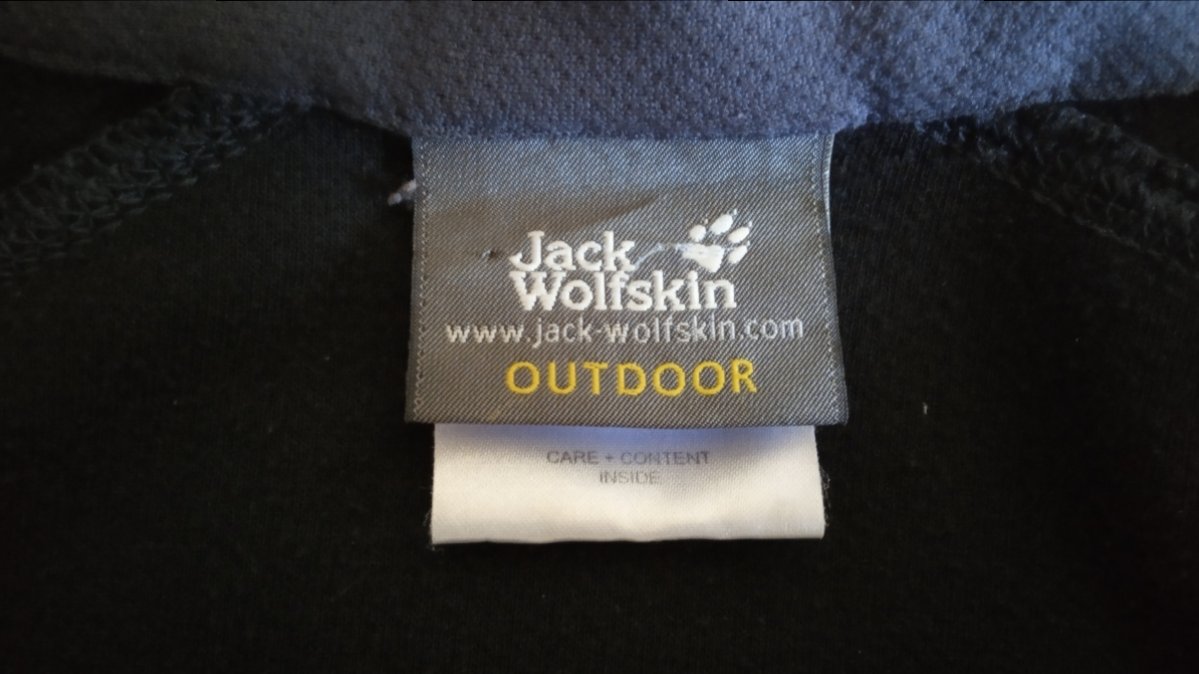 Jack
Wolfskin
www.jack-wolfskin.com
OUTDOOR
CARE + CONTENT
INSIDE